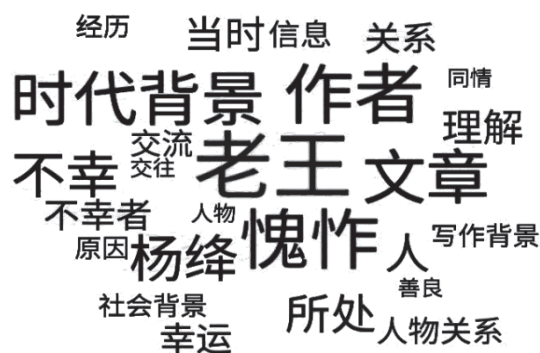 经历
当时
信息
关系
时代背景
作者
同情
理解
交流
交往
老王
文章
不幸
不幸者
人物
愧怍
写作背景
原因
杨绛
人
善良
社会背景
所处
人物关系
幸运